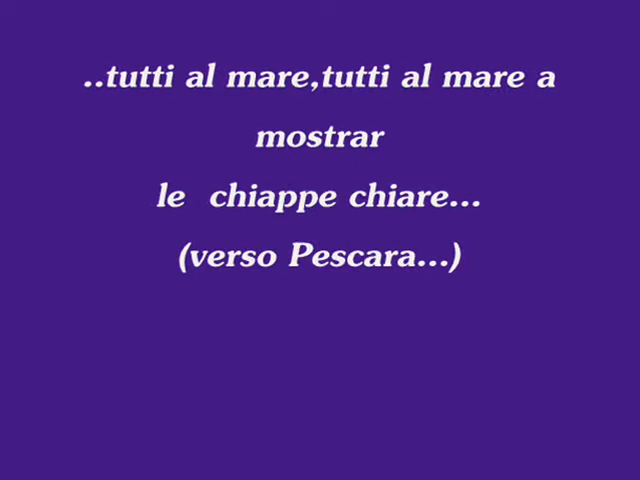 ..tutti al mare,tutti al mare a
mostrar
le  chiappe chiare...
(verso Pescara...)